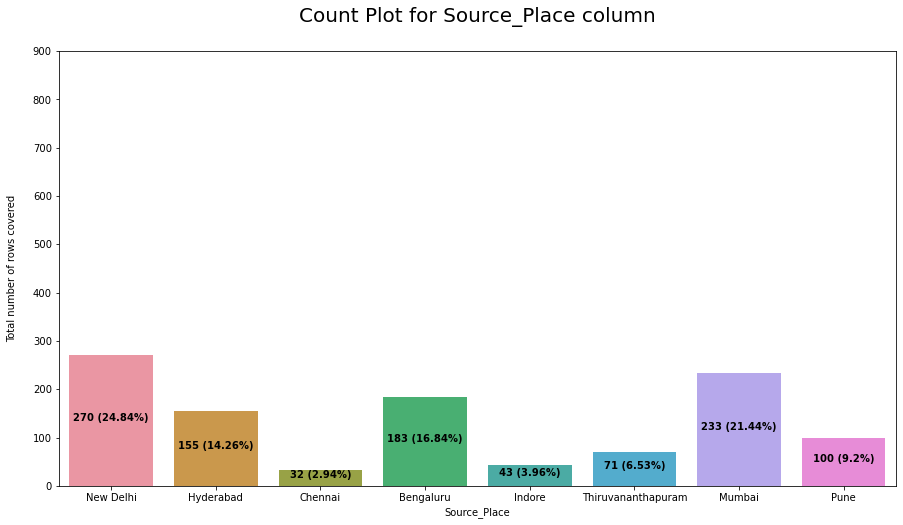 Count Plot for Source_Place column
Total number of rows covered
900
800
700
600
500
400
300
200
100
0
270 (24.84%)
155 (14.26%)
32 (2.94%)
183 (16.84%)
43 (3.96%)
71 (6.53%)
233 (21.44%)
100 (9.2%)
New Delhi
Hyderabad
Chennai
Bengaluru
Indore
Thiruvananthapuram
Mumbai
Pune
Source_Place